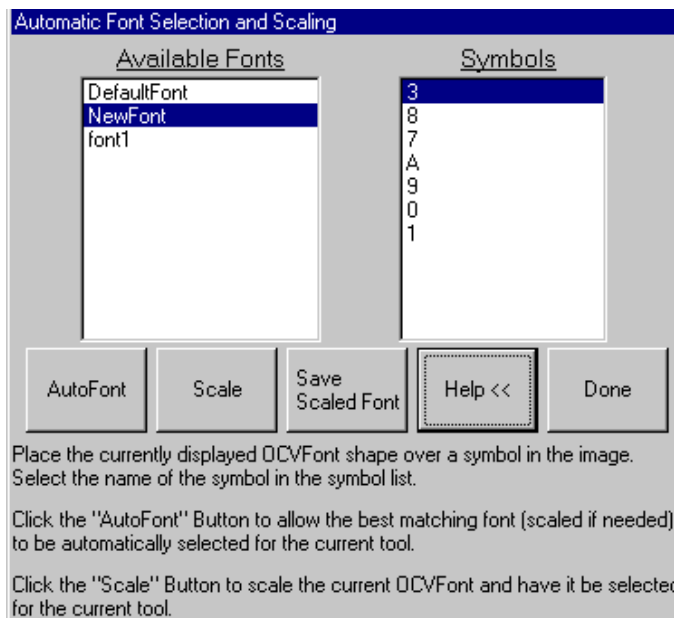 Automatic Font Selection and Scaling
Available Fonts
Symbols
DefaultFont
NewFont
font1
3
8
7
A
9
0
1
AutoFont
Scale
Save
Scaled Font
Help <<
Done
Place the currently displayed OCVFont shape over a symbol in the image.
Select the name of the symbol in the symbol list.
Click the "AutoFont" Button to allow the best matching font (scaled if needed)
to be automatically selected for the current tool.
Click the "Scale" Button to scale the current OCVFont and have it be selected
for the current tool.